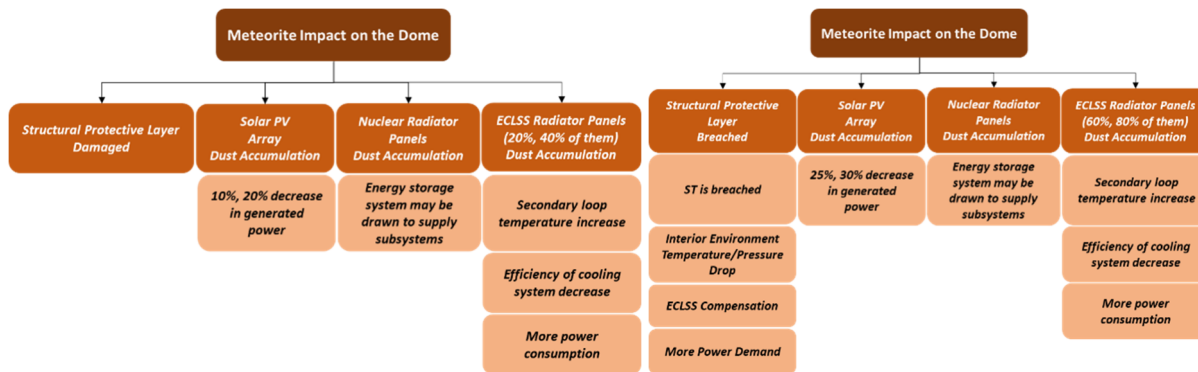 Meteorite Impact on the Dome
Structural Protective Layer
Damaged
Solar PV
Array
Dust Accumulation
10%, 20% decrease
in generated
power
Nuclear Radiator
Panels
Dust Accumulation
Energy storage
system may be
drawn to supply
subsystems
ECLSS Radiator Panels
(20%, 40% of them)
Dust Accumulation
Secondary loop
temperature increase
Efficiency of cooling
system decrease
More power
consumption
Meteorite Impact on the Dome
Structural Protective
Layer
Breached
ST is breached
Interior Environment
Temperature/Pressure
Drop
ECLSS Compensation
More Power Demand
Solar PV
Array
Dust Accumulation
25%, 30% decrease
in generated
power
Nuclear Radiator
Panels
Dust Accumulation
Energy storage
system may be
drawn to supply
subsystems
ECLSS Radiator Panels
(60%, 80% of them)
Dust Accumulation
Secondary loop
temperature increase
Efficiency of cooling
system decrease
More power
consumption